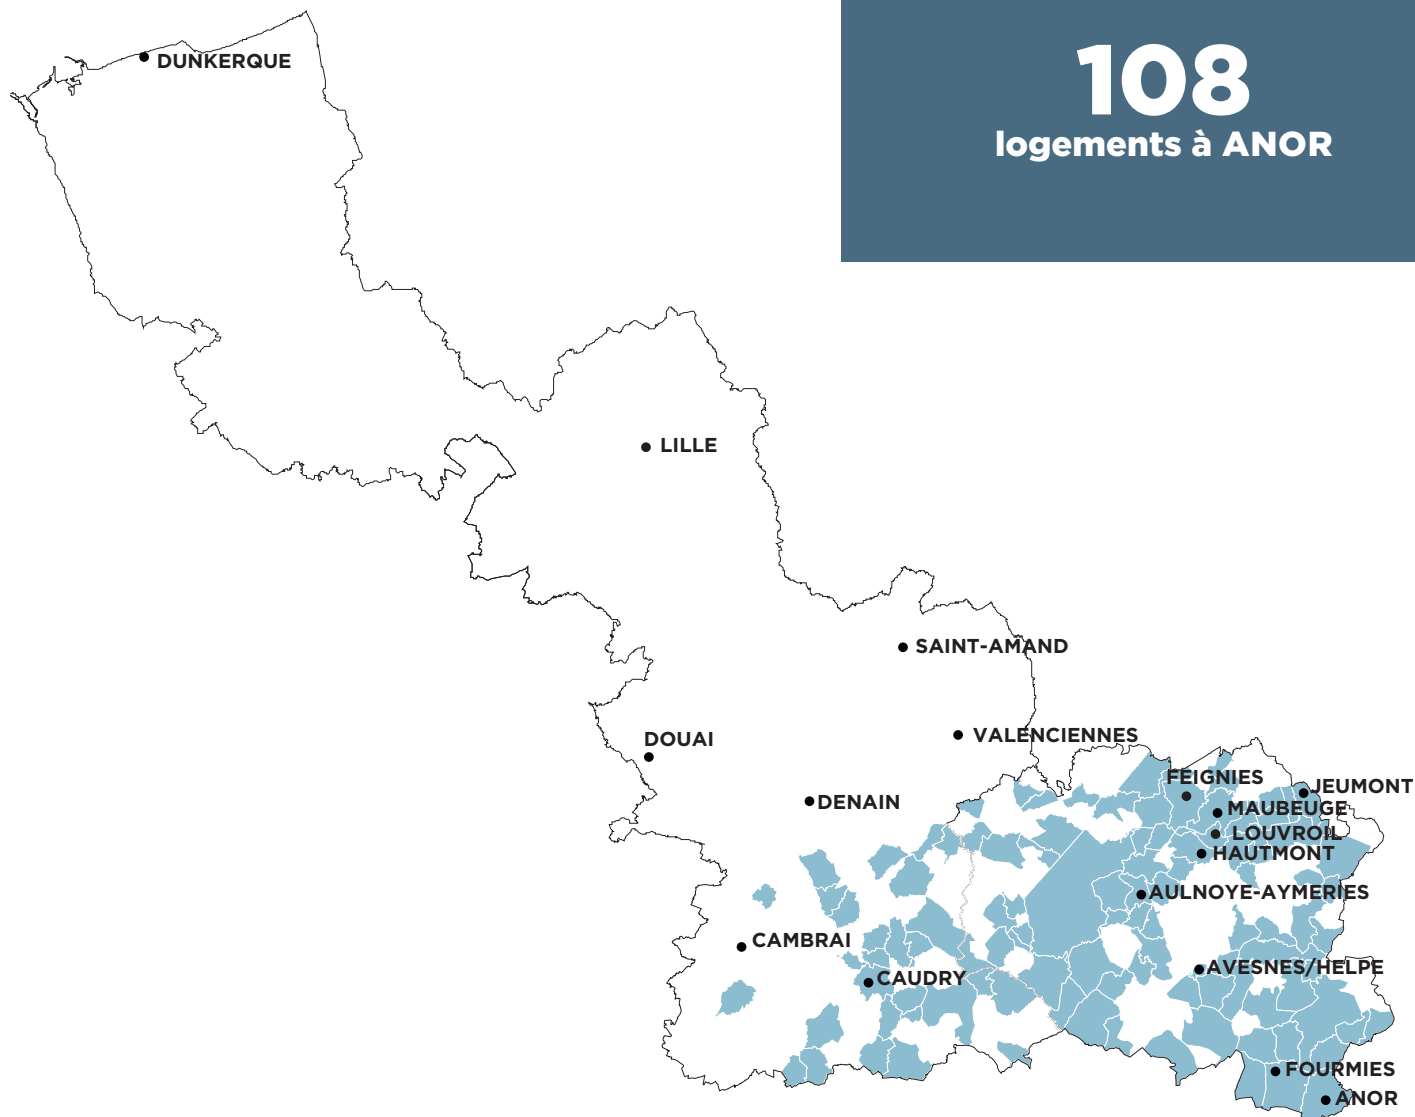 108
logements à ANOR
DUNKERQUE
LILLE
SAINT-AMAND
VALENCIENNES
DOUAI
DENAIN
FEIGNIES
JEUMONT
MAUBEUGE
LOUVROIL
HAUTMONT
AULNOYE-AYMERIES
CAMBRAI
CAUDRY
AVESNES/HELPE
FOURMIES
ANOR